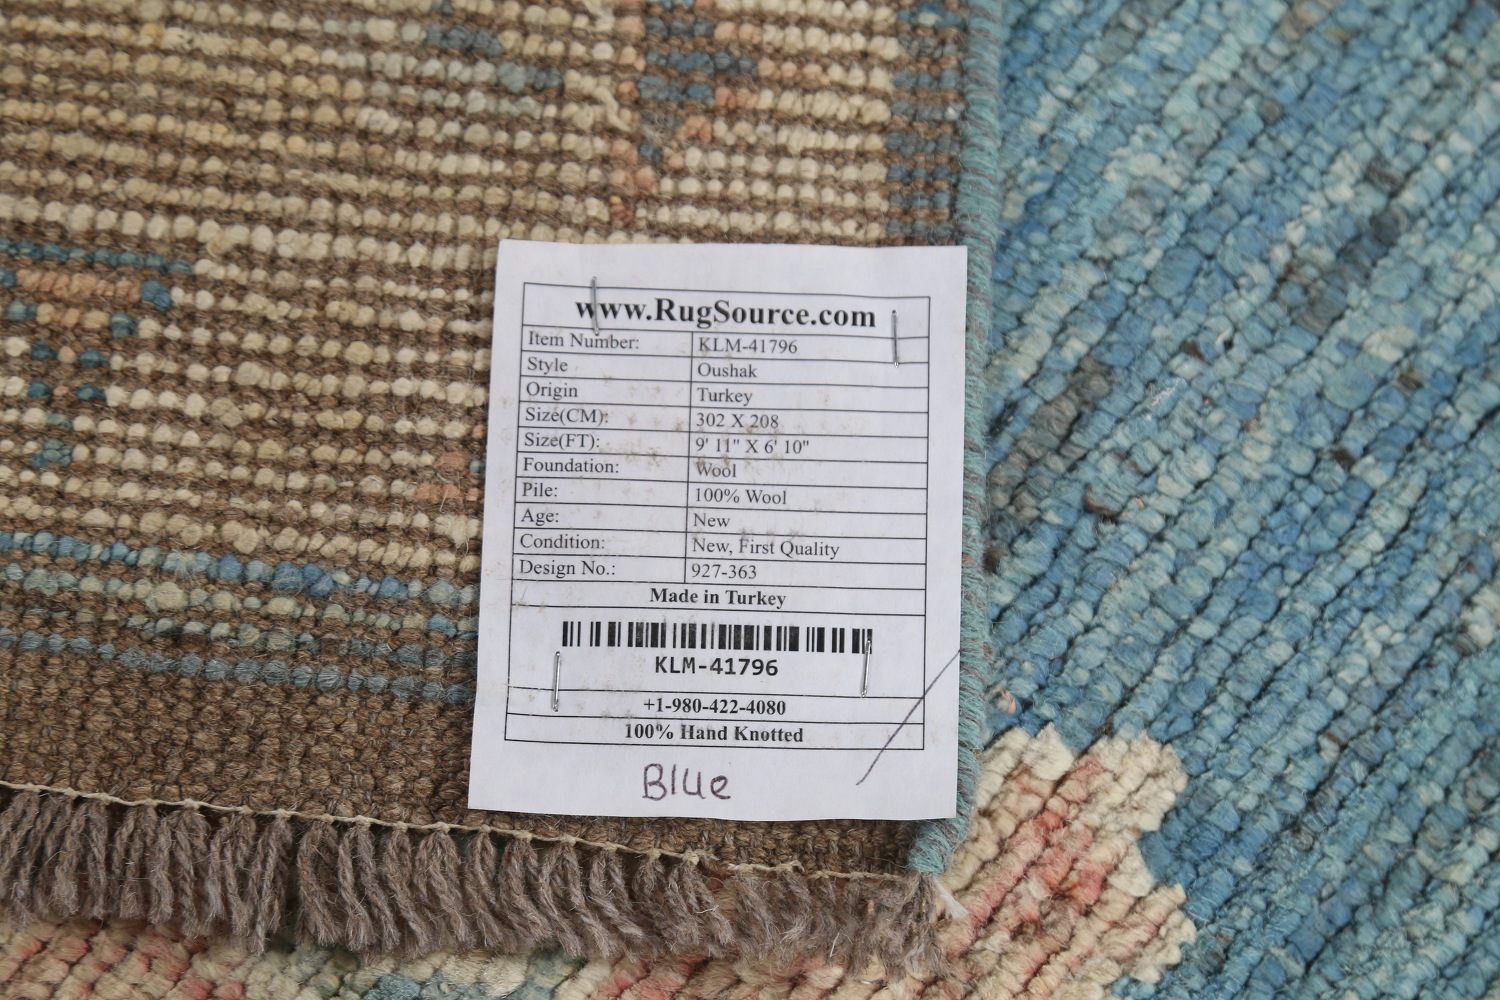 www.RugSource.com
Item Number: KLM-41796
Style Oushak
Origin Turkey
Size(CM): 302 X 208
Size(FT): 9' 11" X 6' 10"
Foundation: Wool
Pile: 100% Wool
Age: New
Condition: New, First Quality
Design No.: 927-363
Made in Turkey
KLM-41796
+1-980-422-4080
100% Hand Knotted
Blue